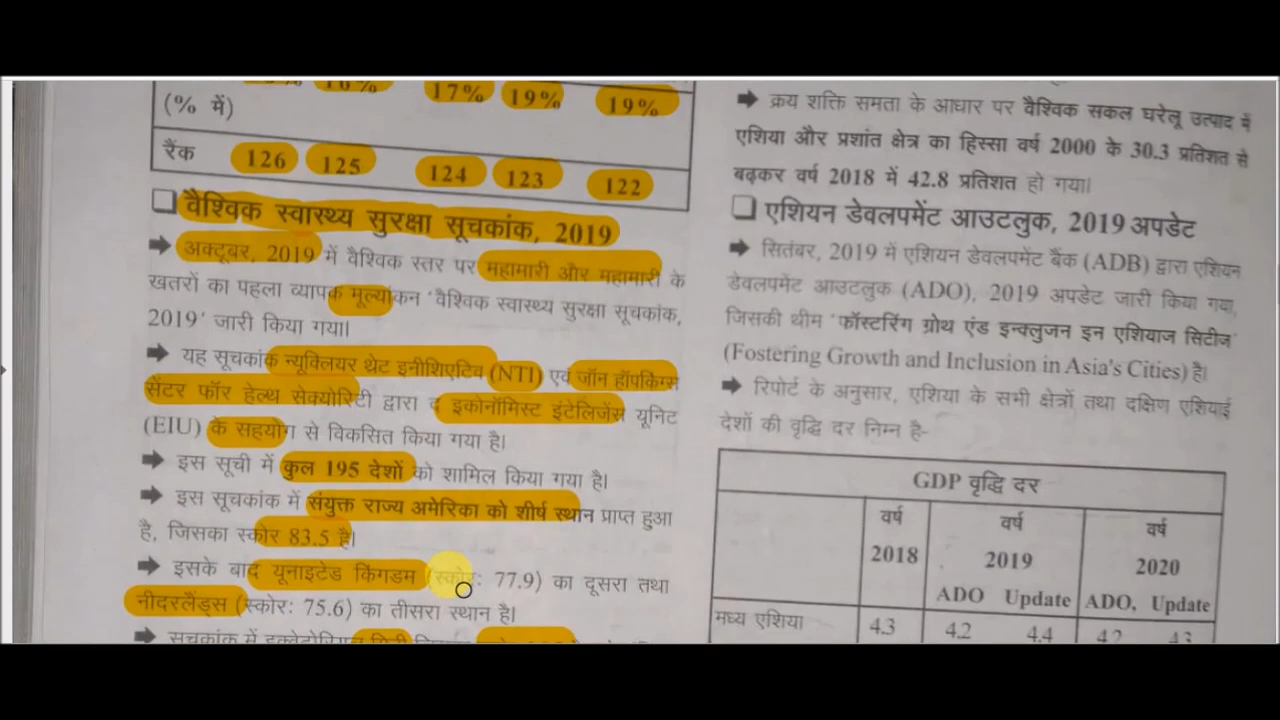 17% 19% 19%
(% में)
रैंक 126 125 124 123 122
❑ वैश्विक स्वास्थ्य सुरक्षा सूचकांक, 2019
➡ अक्टूबर, 2019 में वैश्विक स्तर पर महामारी और महामारी के
खतरों का पहला व्यापक मूल्यांकन 'वैश्विक स्वास्थ्य सुरक्षा सूचकांक,
2019' जारी किया गया।
➡ यह सूचकांक न्यूक्लियर थ्रेट इनीशिएटिव (NTI) एवं जॉन हॉपकिंग्स
सेंटर फॉर हेल्थ सेक्योरिटी द्वारा द इकोनॉमिस्ट इंटेलिजेंस यूनिट
(EIU) के सहयोग से विकसित किया गया है।
➡ इस सूची में कुल 195 देशों को शामिल किया गया है।
➡ इस सूचकांक में संयुक्त राज्य अमेरिका को शीर्ष स्थान प्राप्त हुआ
है, जिसका स्कोर 83.5 है।
➡ इसके बाद यूनाइटेड किंगडम (स्कोर: 77.9) का दूसरा तथा
नीदरलैंड्स (स्कोर: 75.6) का तीसरा स्थान है।
➡ सूचकांक में
➡ क्रय शक्ति समता के आधार पर वैश्विक सकल घरेलू उत्पाद में
एशिया और प्रशांत क्षेत्र का हिस्सा वर्ष 2000 के 30.3 प्रतिशत से
बढ़कर वर्ष 2018 में 42.8 प्रतिशत हो गया।
❑ एशियन डेवलपमेंट आउटलुक, 2019 अपडेट
➡ सितंबर, 2019 में एशियन डेवलपमेंट बैंक (ADB) द्वारा एशियन
डेवलपमेंट आउटलुक (ADO), 2019 अपडेट जारी किया गया,
जिसकी थीम 'फॉस्टरिंग ग्रोथ एंड इन्क्लुजन इन एशियाज सिटीज'
(Fostering Growth and Inclusion in Asia's Cities) है।
➡ रिपोर्ट के अनुसार, एशिया के सभी क्षेत्रों तथा दक्षिण एशियाई
देशों की वृद्धि दर निम्न है-
GDP वृद्धि दर
वर्ष वर्ष वर्ष
2018 2019 2020
ADO Update ADO, Update
मध्य एशिया 4.3 4.2 4.4 4.2 4.3